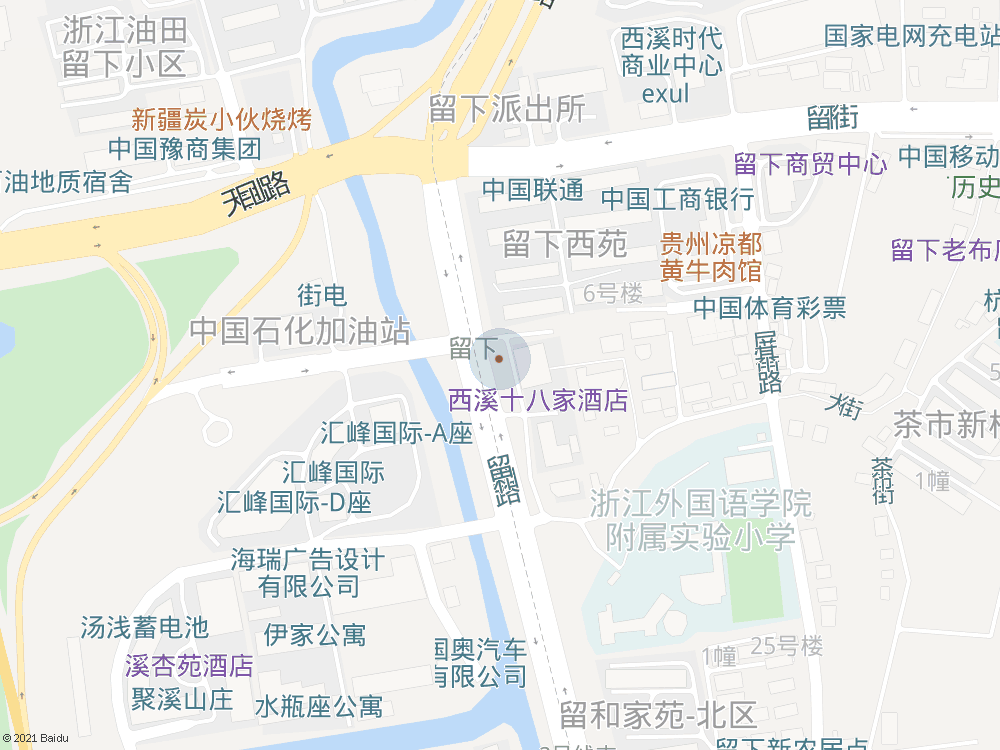 浙江油田
留下小区
西溪时代
商业中心
exul
国家电网充电站
新疆炭小伙烧烤
留下派出所
留街
中国豫商集团
留下商贸中心
中国移动
油地质宿舍
天目山路
中国联通
中国工商银行
历史
留下西苑
贵州凉都
黄牛肉馆
留下老布店
街电
6号楼
中国体育彩票
杭
中国石化加油站
留下
西溪十八家酒店
大街
茶市新村
汇峰国际-A座
汇峰国际
茶市街
1幢
汇峰国际-D座
浙江外国语学院
附属实验小学
海瑞广告设计
有限公司
汤浅蓄电池
伊家公寓
国奥汽车
有限公司
25号楼
1幢
溪杏苑酒店
聚溪山庄
水瓶座公寓
留和家苑-北区
留下新农居点
© 2021 Baidu